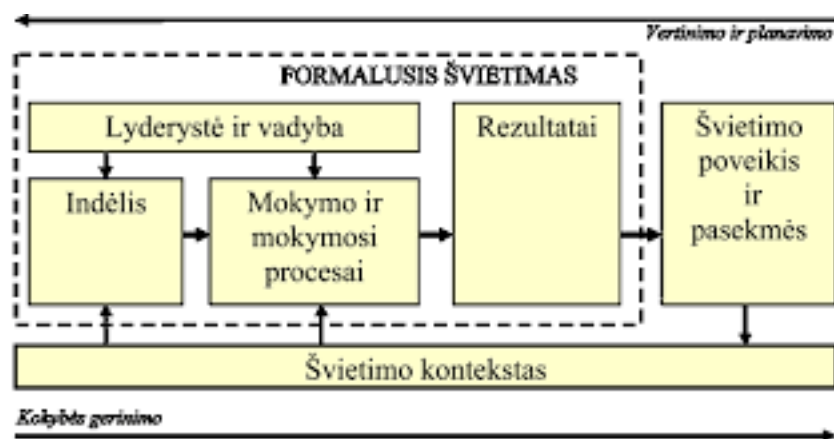 Vertinimo ir planavimo
FORMALUSIS ŠVIETIMAS
Lyderystė ir vadyba
Rezultatai
Švietimo
poveikis
ir
pasekmės
Indėlis
Mokymo ir
mokymosi
procesai
Švietimo kontekstas
Kokybės gerinimo